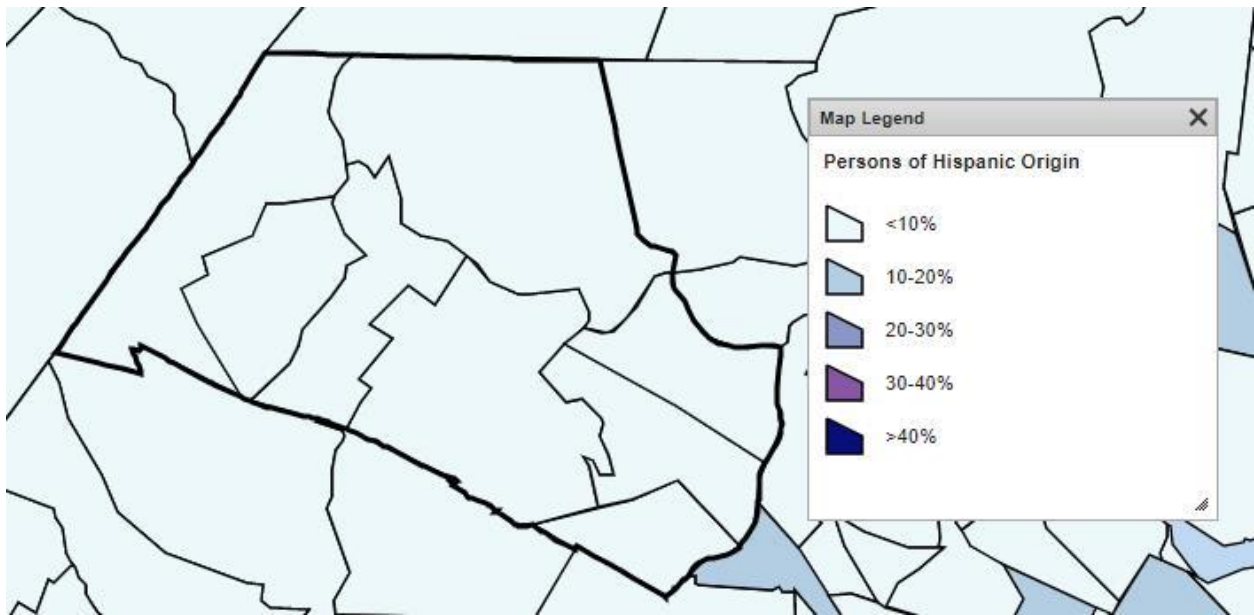 Map Legend
Persons of Hispanic Origin
<10%
10-20%
20-30%
30-40%
>40%